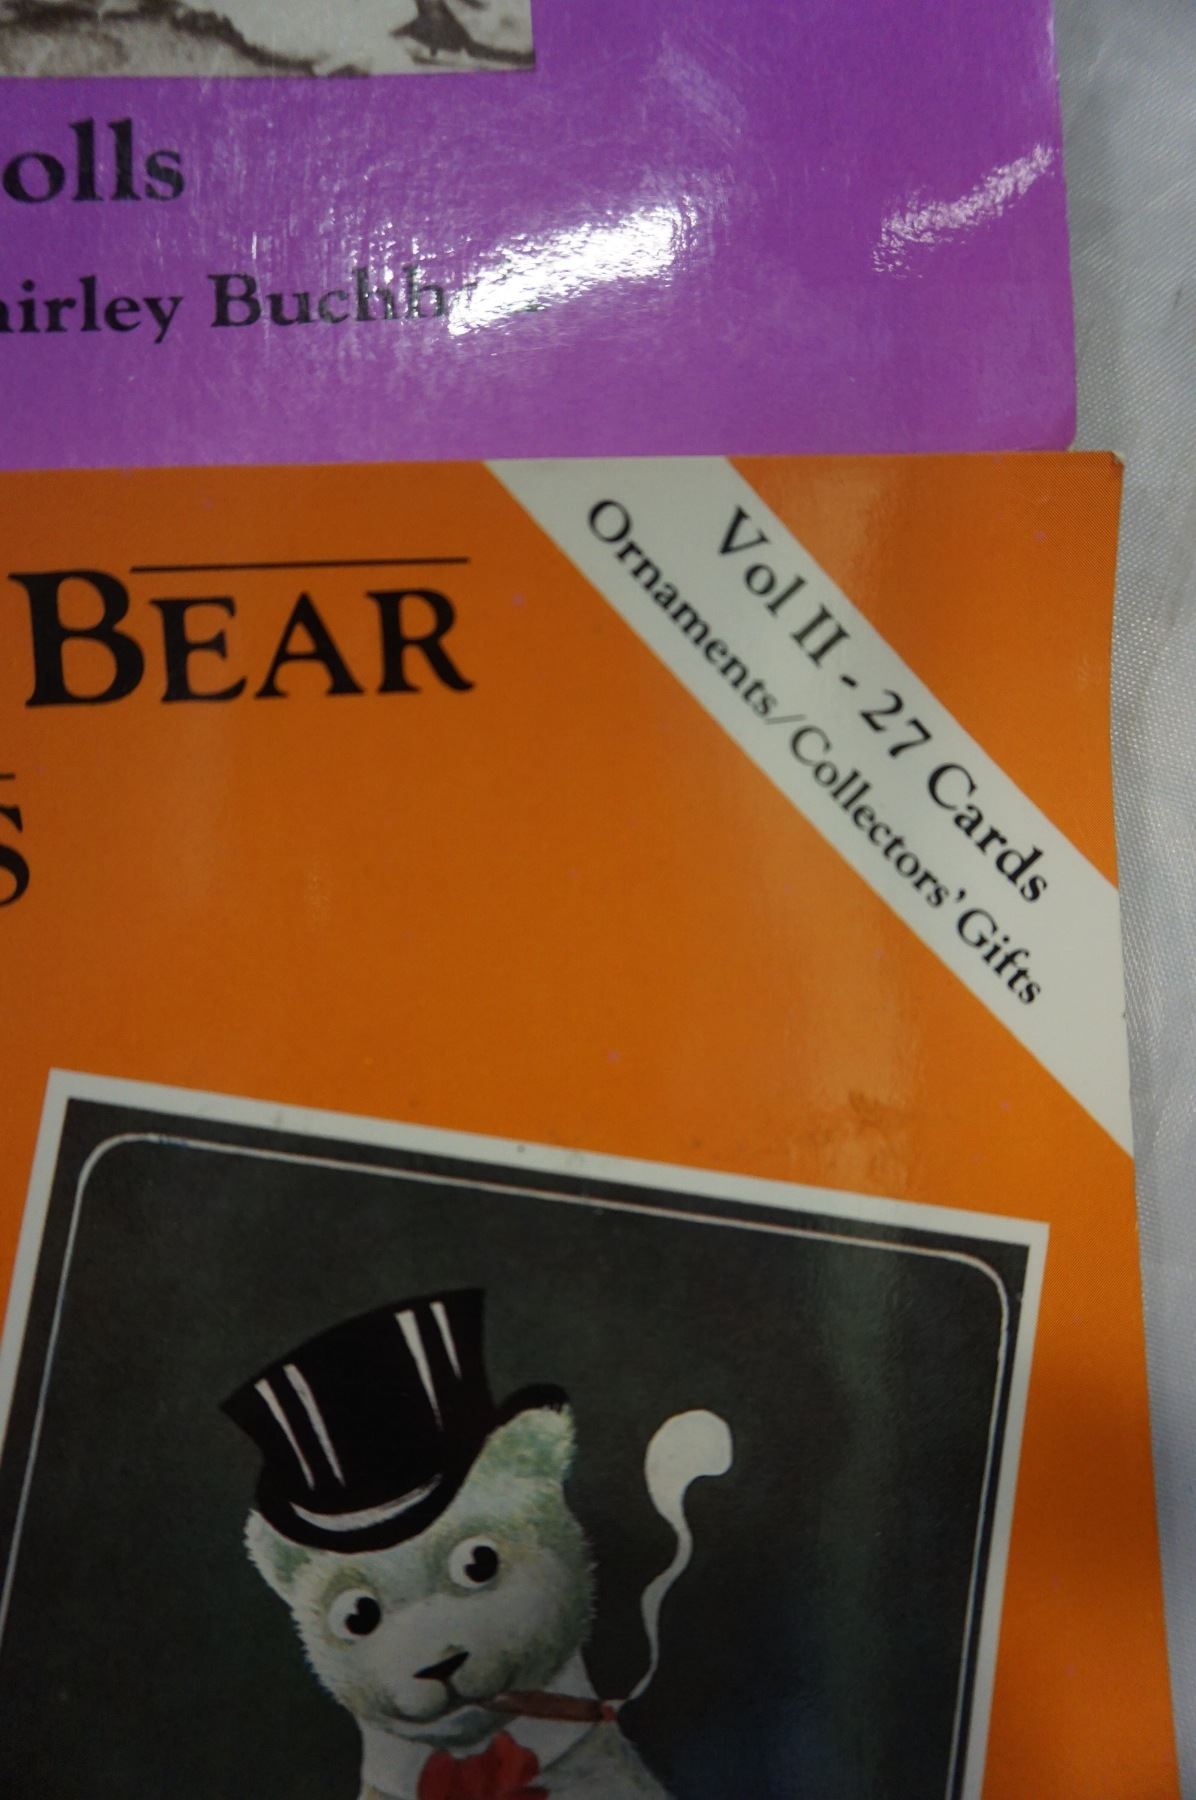 olls
hirley Buchh
BEAR
S
Vol II - 27 Cards
Ornaments/Collectors' Gifts